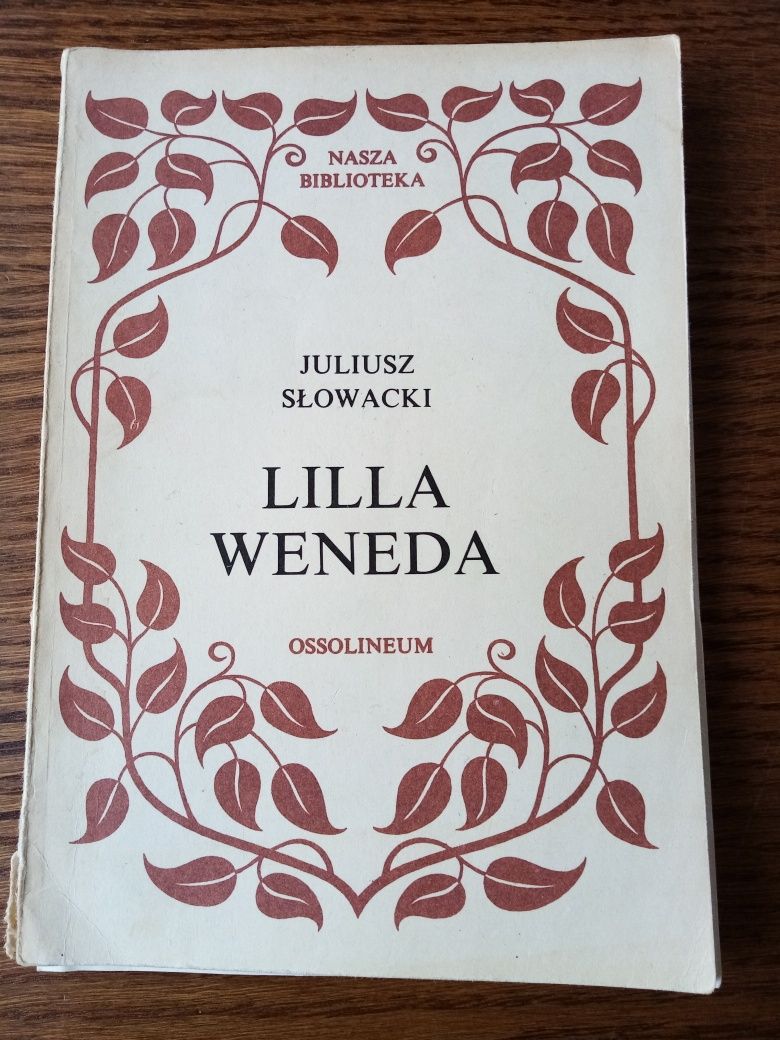 NASZA
BIBLIOTEKA
JULIUSZ
SŁOWACKI
LILLA
WENEDA
OSSOLINEUM